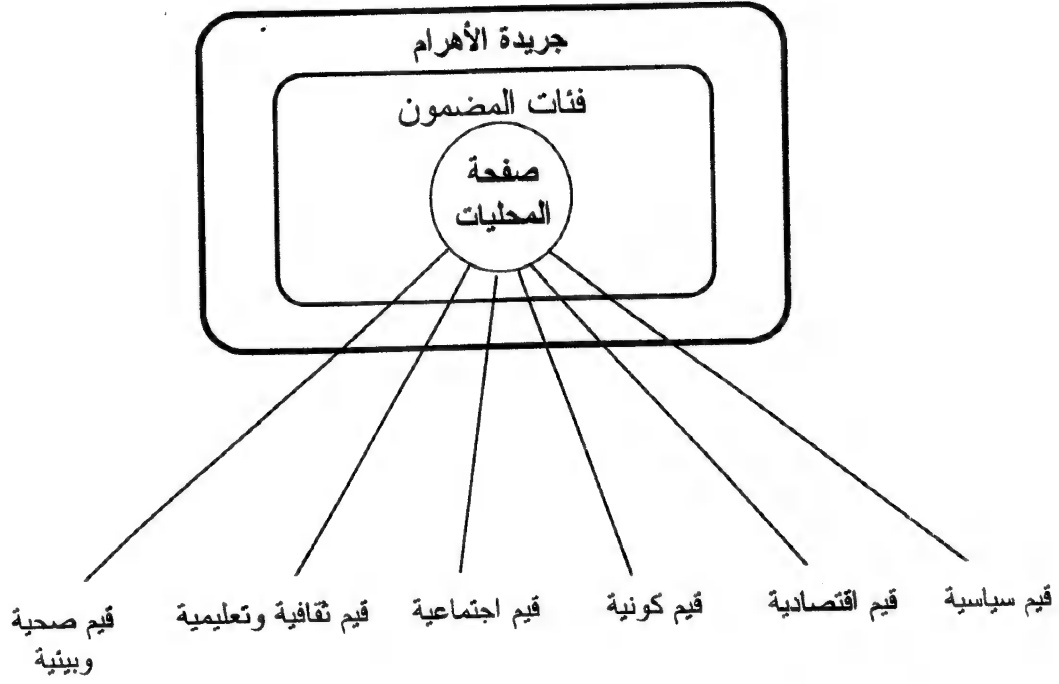 جريدة الأهرام
فئات المضمون
صفحة
المحليات
قيم سياسية
قيم اقتصادية
قيم كونية
قيم اجتماعية
قيم ثقافية وتعليمية
قيم صحية
وبيئية